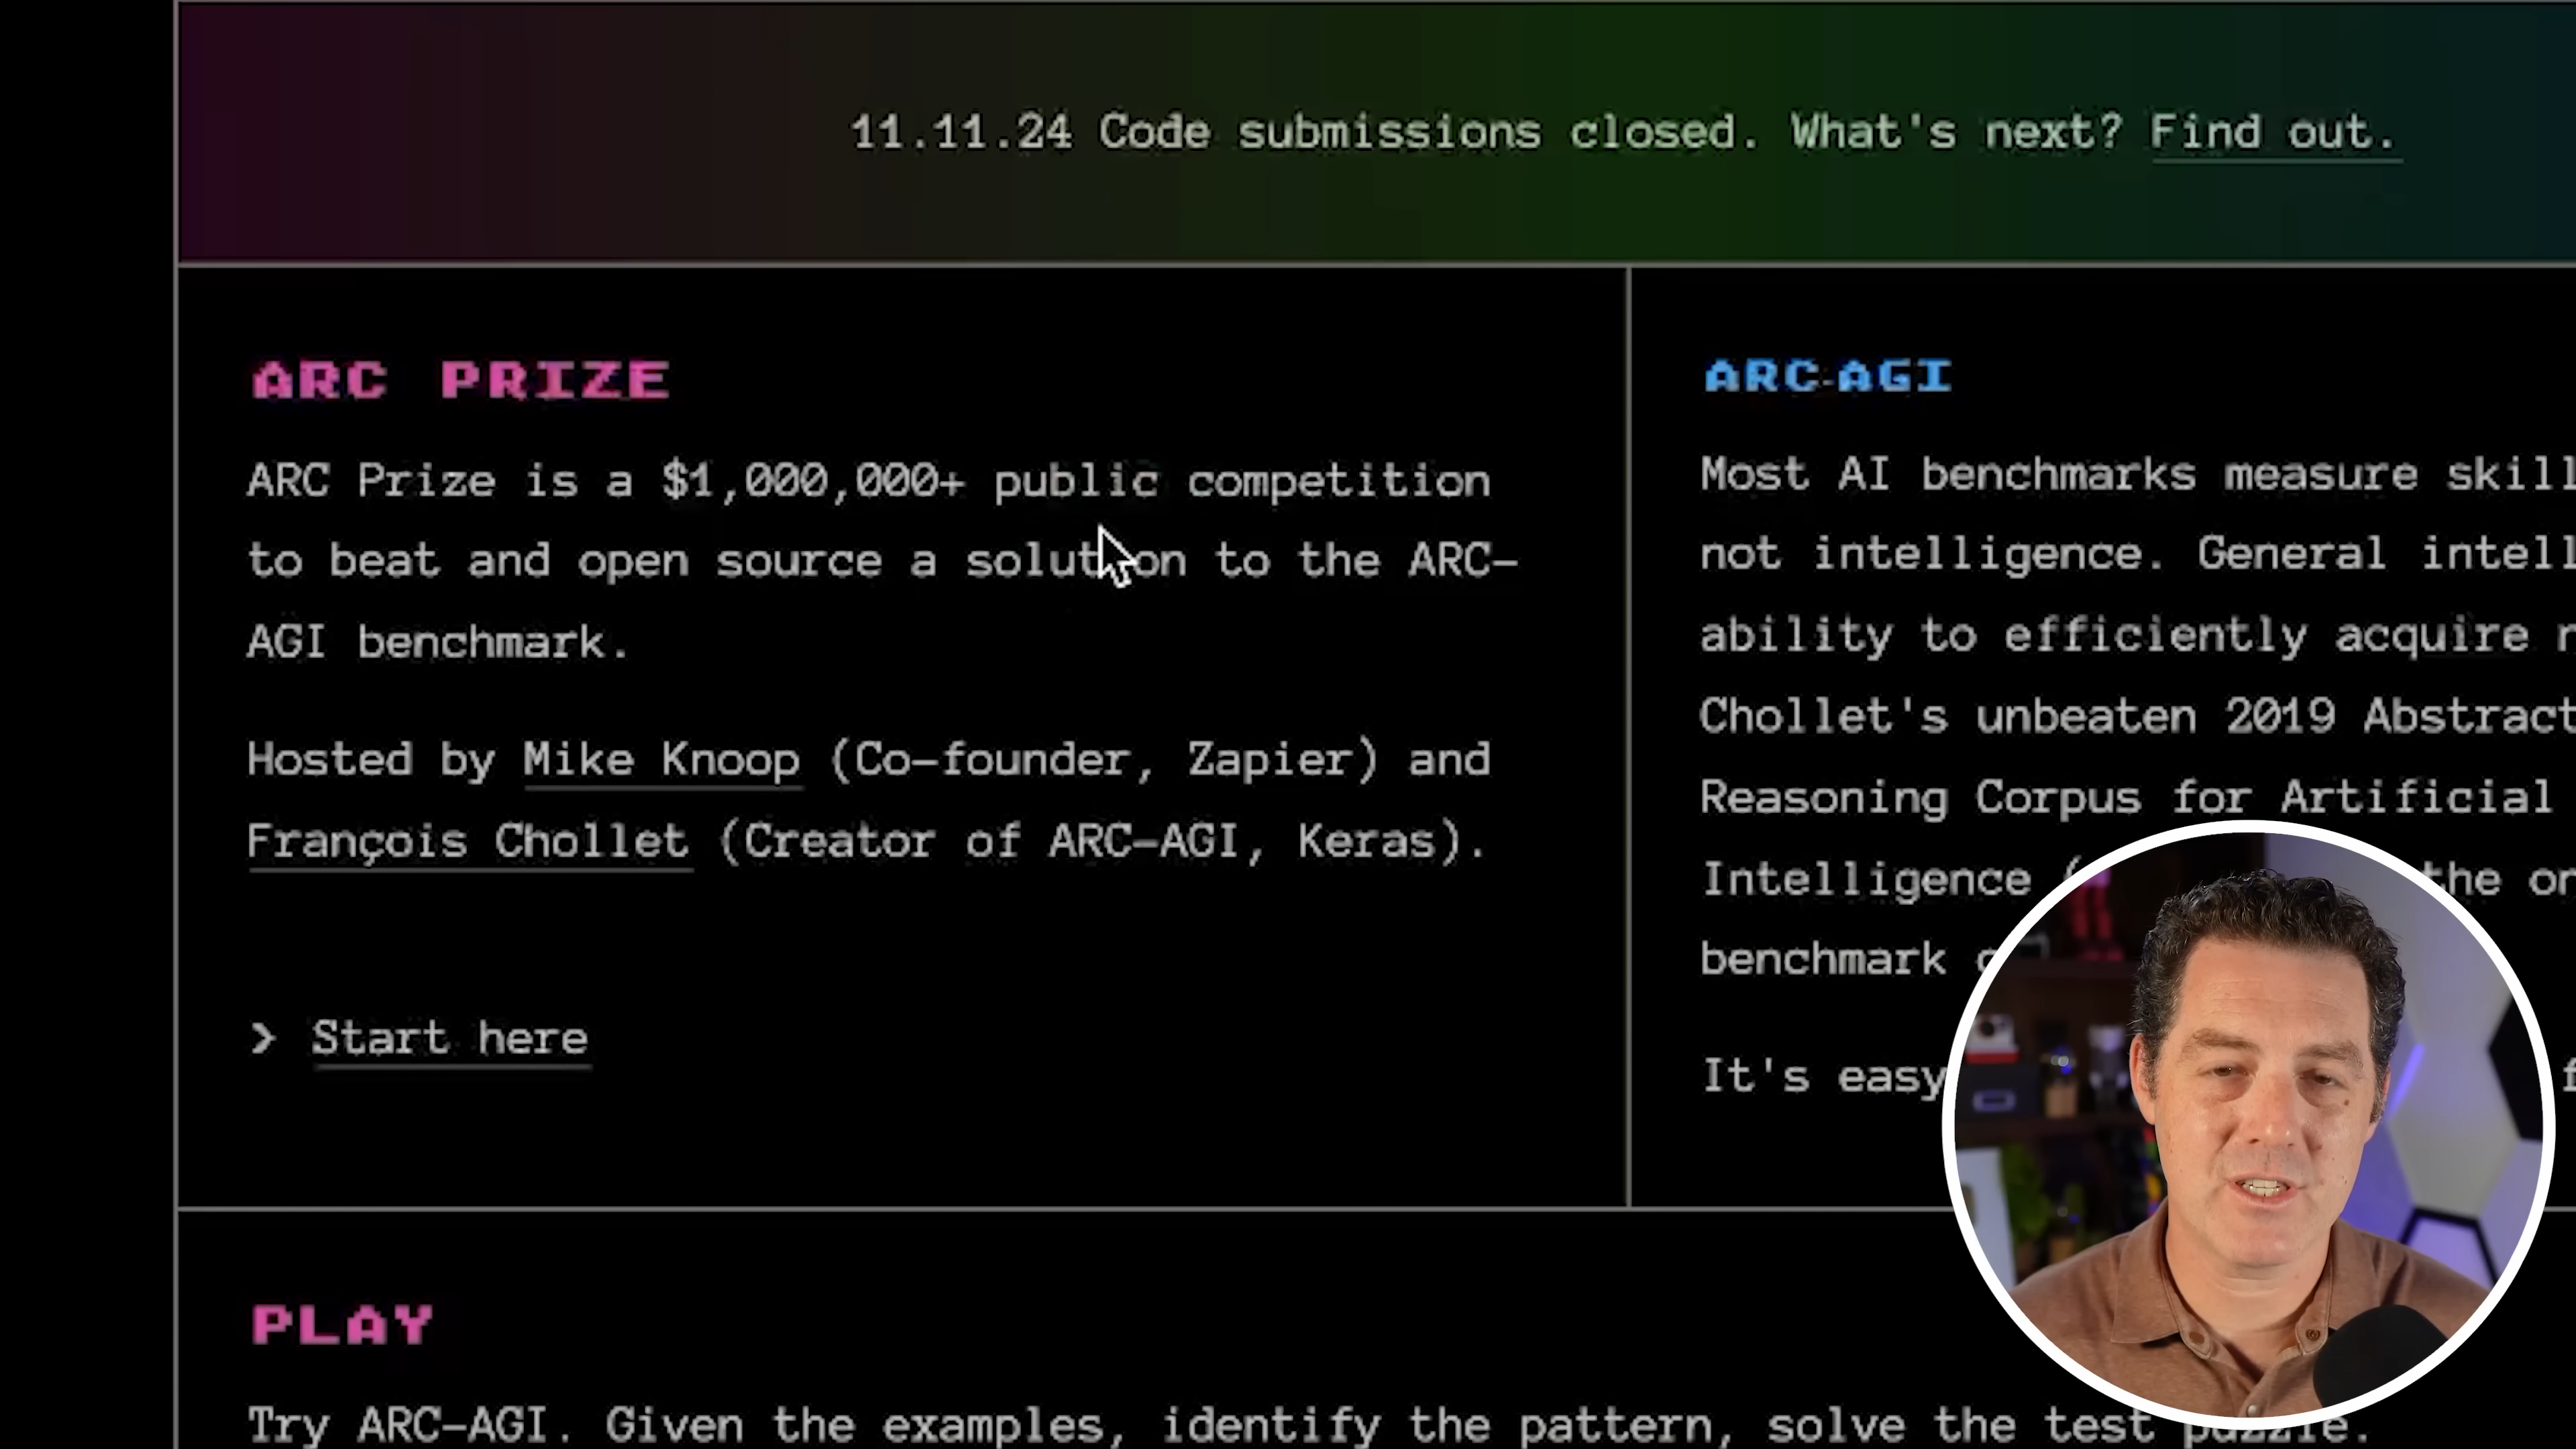 11.11.24 Code submissions closed. What's next? Find out.
ARC PRIZE
ARC Prize is a $1,000,000+ public competition
to beat and open source a solution to the ARC-
AGI benchmark.
Hosted by Mike Knoop (Co-founder, Zapier) and
François Chollet (Creator of ARC-AGI, Keras).
> Start here
ARC-AGI
Most AI benchmarks measure skill
not intelligence. General
ability to efficiently acquire
Chollet's unbeaten 2019
Reasoning Corpus for Artificial
Intelligence ( the
benchmark
It's easy
PLAY
Try ARC-AGI. Given the examples, identify the pattern, solve the test puzzle.